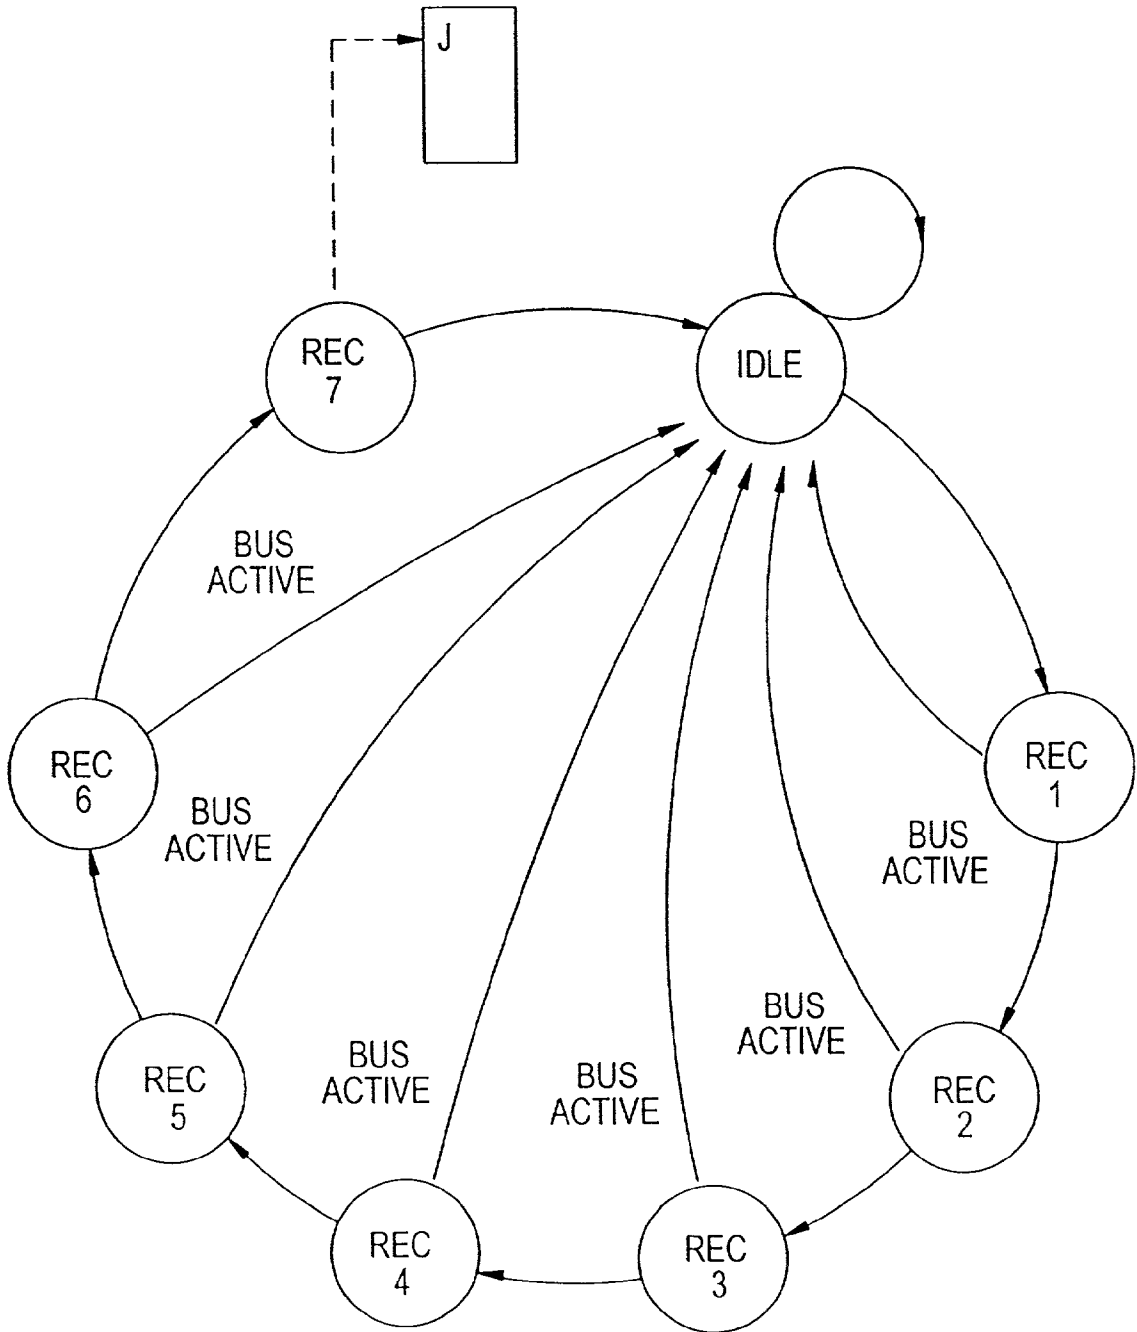 J
IDLE
REC
7
BUS
ACTIVE
REC
6
REC
1
BUS
ACTIVE
BUS
ACTIVE
BUS
ACTIVE
BUS
ACTIVE
BUS
ACTIVE
REC
5
REC
2
REC
4
REC
3